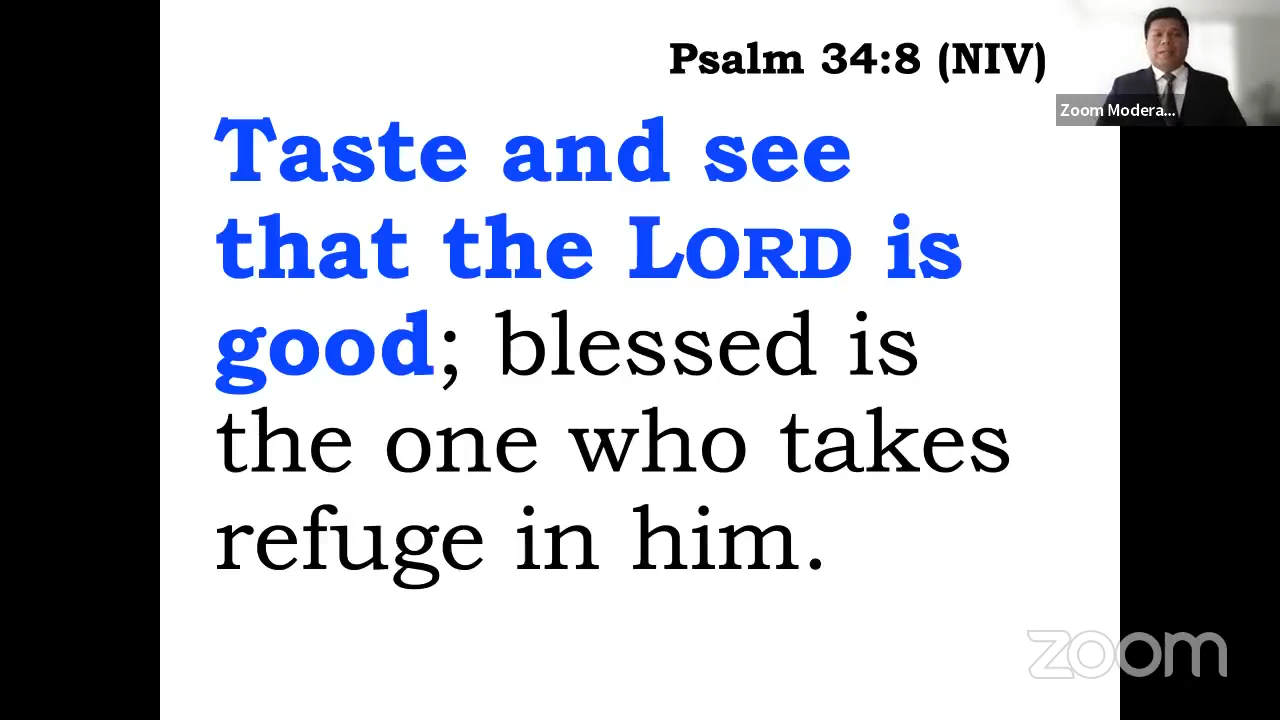 Psalm 34:8 (NIV)
Zoom Modera...
Taste and see
that the LORD is
good; blessed is
the one who takes
refuge in him.
zoom